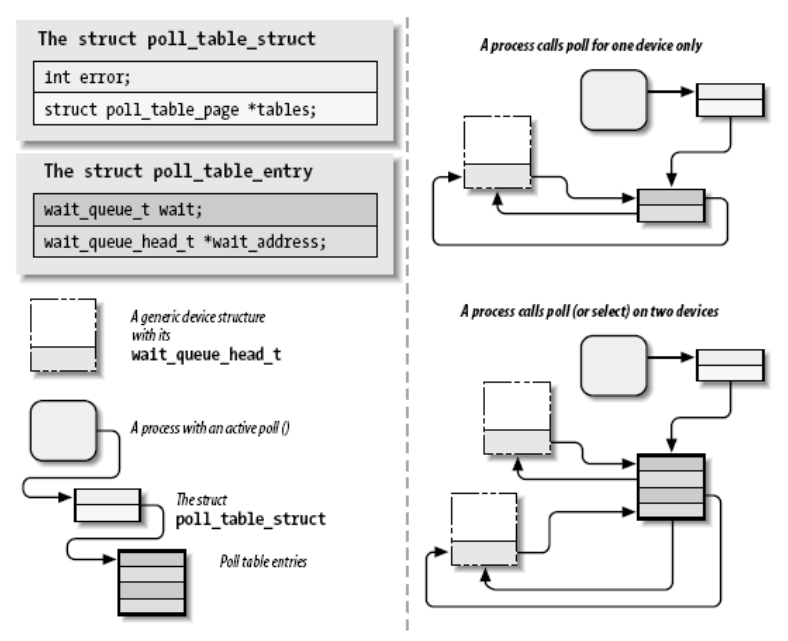 The struct poll_table_struct
int error;
struct poll_table_page *tables;
The struct poll_table_entry
wait_queue_t wait;
wait_queue_head_t *wait_address;
A generic device structure
with its
wait_queue_head_t
A process with an active poll ()
The struct
poll_table_struct
Poll table entries
A process calls poll for one device only
A process calls poll (or select) on two devices